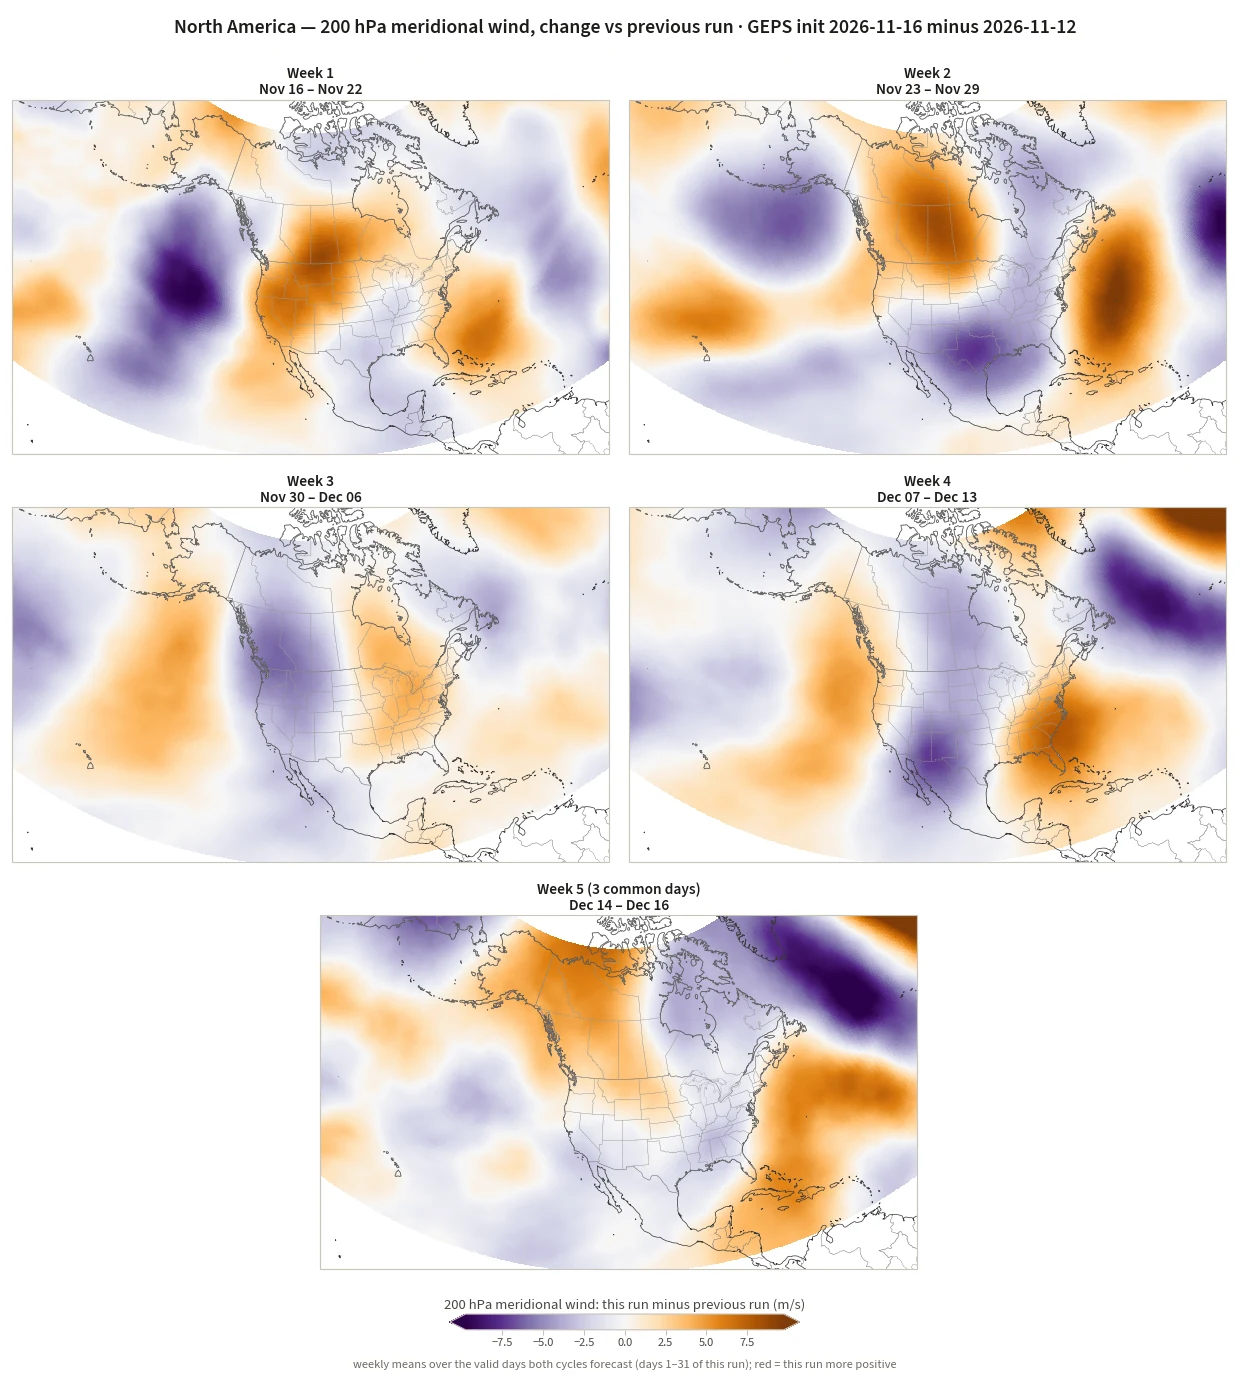 North America — 200 hPa meridional wind, change vs previous run · GEPS init 2026-11-16 minus 2026-11-12
Week 1
Nov 16 – Nov 22
Week 2
Nov 23 – Nov 29
Week 3
Nov 30 – Dec 06
Week 4
Dec 07 – Dec 13
Week 5 (3 common days)
Dec 14 – Dec 16
200 hPa meridional wind: this run minus previous run (m/s)
−7.5 −5.0 −2.5 0.0 2.5 5.0 7.5
weekly means over the valid days both cycles forecast (days 1–31 of this run); red = this run more positive